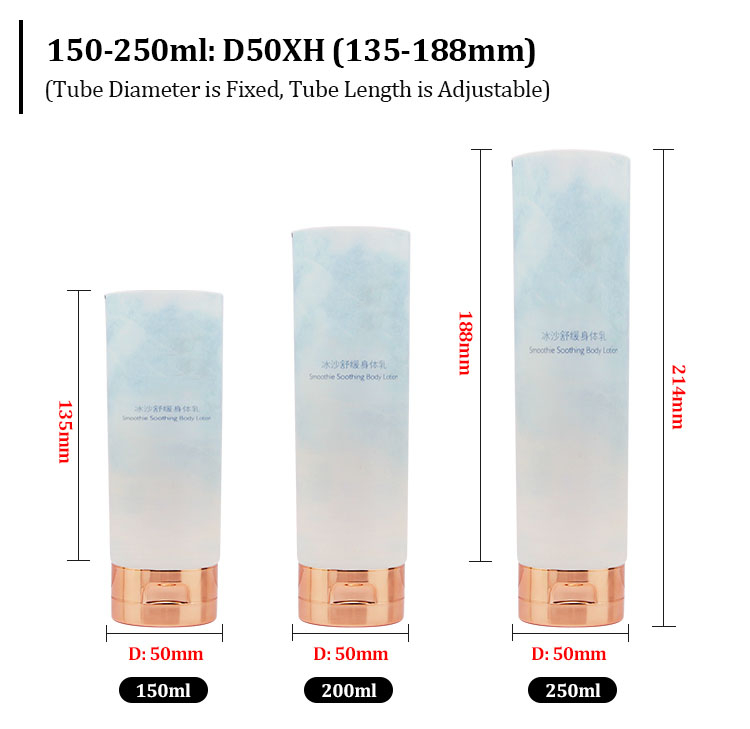 150-250ml: D50XH (135-188mm)
(Tube Diameter is Fixed, Tube Length is Adjustable)
135mm
冰沙舒缓身体乳
Smoothie Soothing Body Lotion
冰沙舒缓身体乳
Smoothie Soothing Body Lotion
188mm
冰沙舒缓身体乳
Smoothie Soothing Body Lotion
214mm
D: 50mm
D: 50mm
D: 50mm
150ml
200ml
250ml